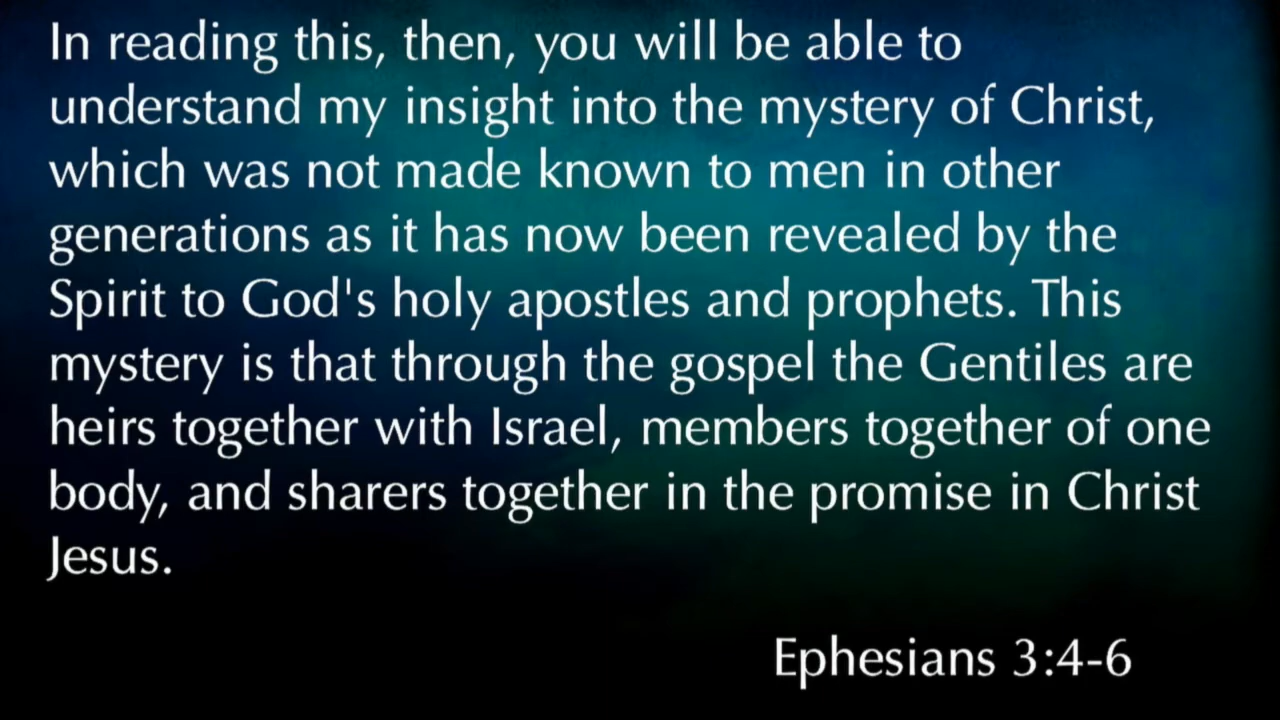 In reading this, then, you will be able to
understand my insight into the mystery of Christ,
which was not made known to men in other
generations as it has now been revealed by the
Spirit to God's holy apostles and prophets. This
mystery is that through the gospel the Gentiles are
heirs together with Israel, members together of one
body, and sharers together in the promise in Christ
Jesus.
Ephesians 3:4-6